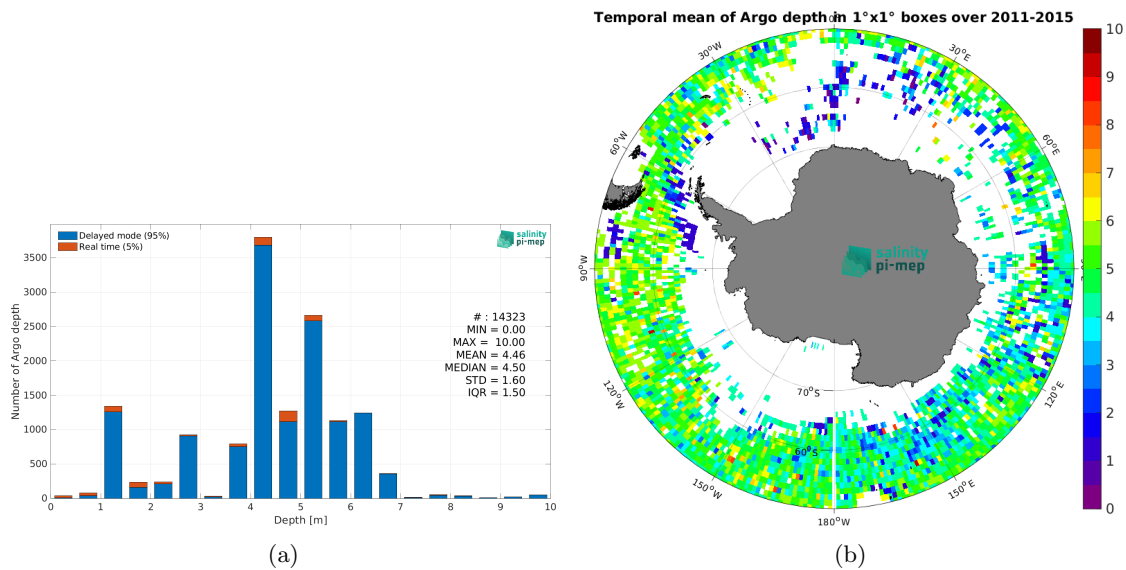 Delayed mode (95%)
Real time (5%)
salinity
pi-mep
Number of Argo depth
3500
3000
2500
2000
1500
1000
500
0
# : 14323
MIN = 0.00
MAX = 10.00
MEAN = 4.46
MEDIAN = 4.50
STD = 1.60
IQR = 1.50
0 1 2 3 4 5 6 7 8 9 10
Depth [m]
(a)
Temporal mean of Argo depth in 1°x1° boxes over 2011-2015
30°W
30°E
60°W
60°E
90°W
120°W
120°E
150°W
150°E
180°W
70°S
60°S
salinity
pi-mep
10
9
8
7
6
5
4
3
2
1
0
(b)